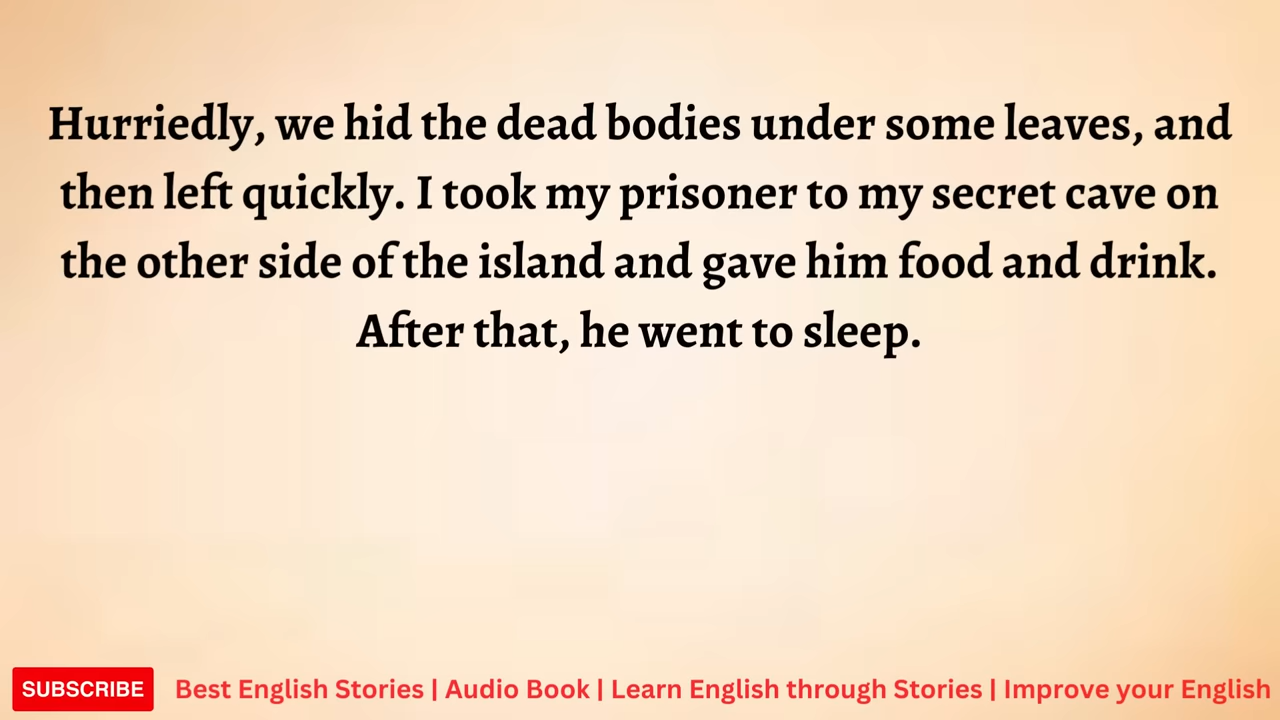 Hurriedly, we hid the dead bodies under some leaves, and
then left quickly. I took my prisoner to my secret cave on
the other side of the island and gave him food and drink.
After that, he went to sleep.
SUBSCRIBE Best English Stories | Audio Book | Learn English through Stories | Improve your English